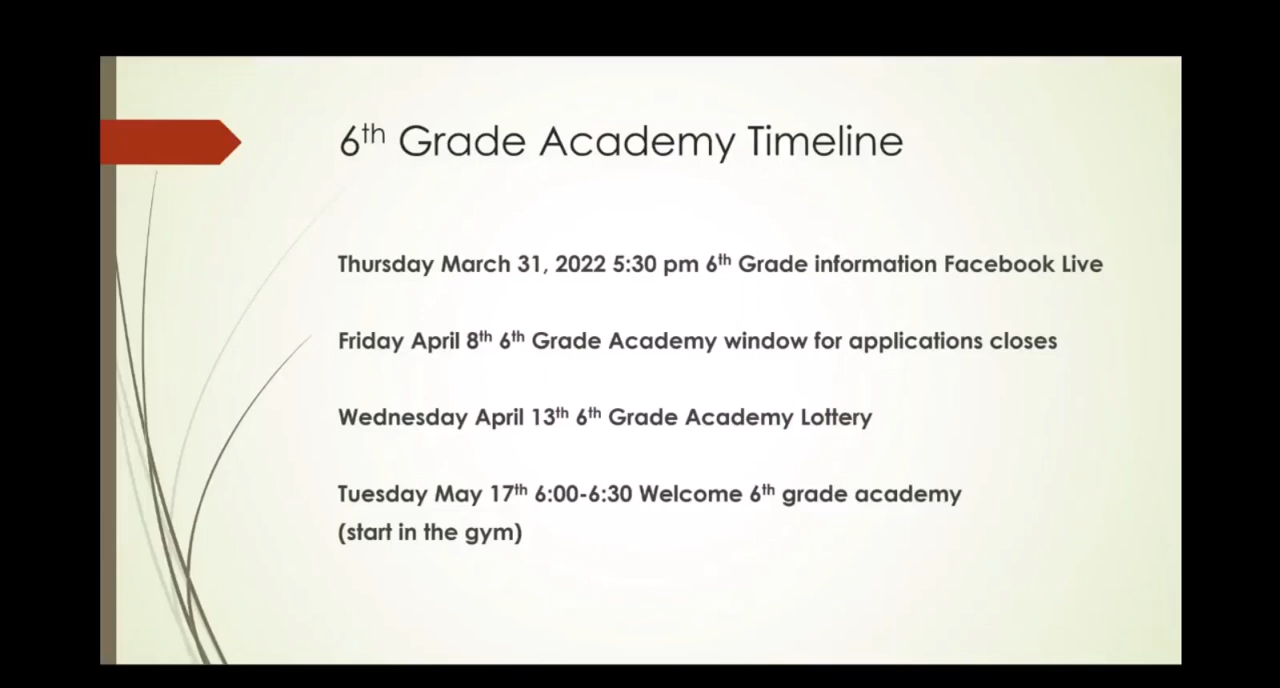 6th Grade Academy Timeline
Thursday March 31, 2022 5:30 pm 6th Grade information Facebook Live
Friday April 8th 6th Grade Academy window for applications closes
Wednesday April 13th 6th Grade Academy Lottery
Tuesday May 17th 6:00-6:30 Welcome 6th grade academy
(start in the gym)